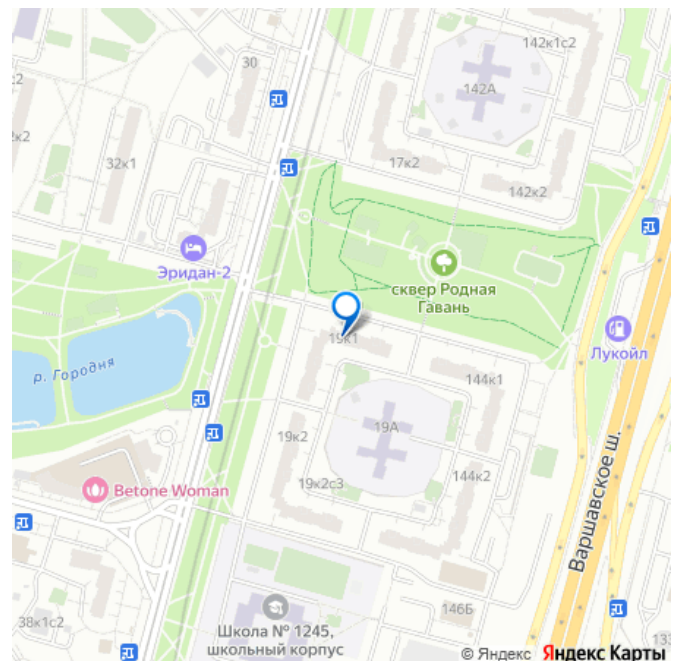 142к1с2
30
142А
32к1
17к2
142к2
Эридан-2
сквер Родная
Гавань
Лукойл
19к1
р. Городня
144к1
19А
19к2
144к2
19к2с3
Betone Woman
Варшавское ш.
Школа № 1245,
школьный корпус
146Б
38к1с2
© Яндекс Яндекс Карты